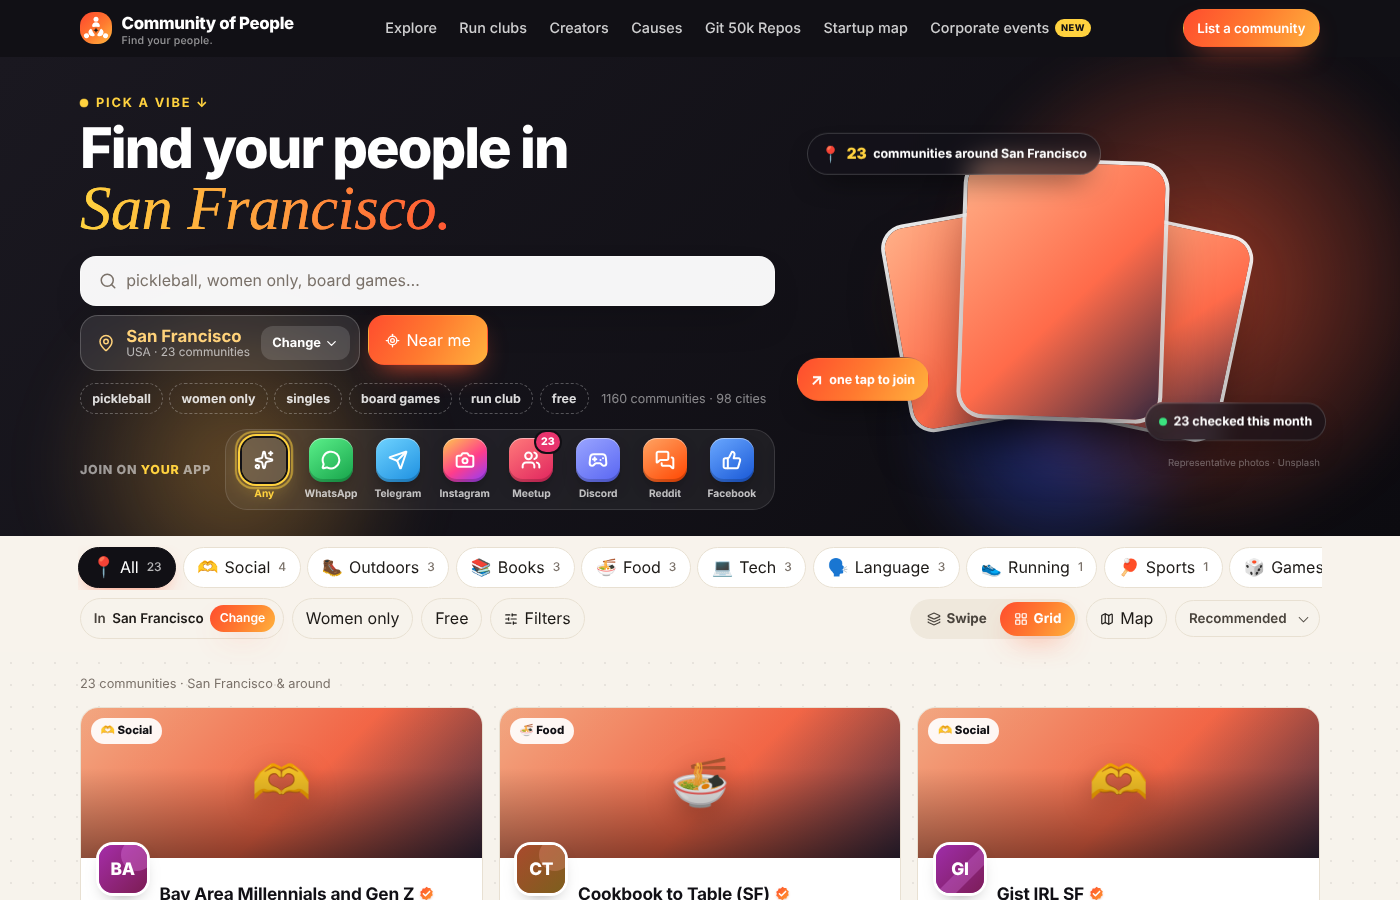 Community of People
Find your people.
Explore
Run clubs
Creators
Causes
Git 50k Repos
Startup map
Corporate events NEW
List a community
PICK A VIBE ↓
Find your people in
San Francisco.
pickleball, women only, board games...
San Francisco
USA · 23 communities
Change
Near me
pickleball
women only
singles
board games
run club
free
1160 communities · 98 cities
JOIN ON YOUR APP
Any
WhatsApp
Telegram
Instagram
23
Meetup
Discord
Reddit
Facebook
23 communities around San Francisco
one tap to join
23 checked this month
Representative photos · Unsplash
All 23
Social 4
Outdoors 3
Books 3
Food 3
Tech 3
Language 3
Running 1
Sports 1
Games
In San Francisco Change
Women only
Free
Filters
Swipe
Grid
Map
Recommended
23 communities · San Francisco & around
Social
BA
Bay Area Millennials and Gen Z
Food
CT
Cookbook to Table (SF)
Social
GI
Gist IRL SF